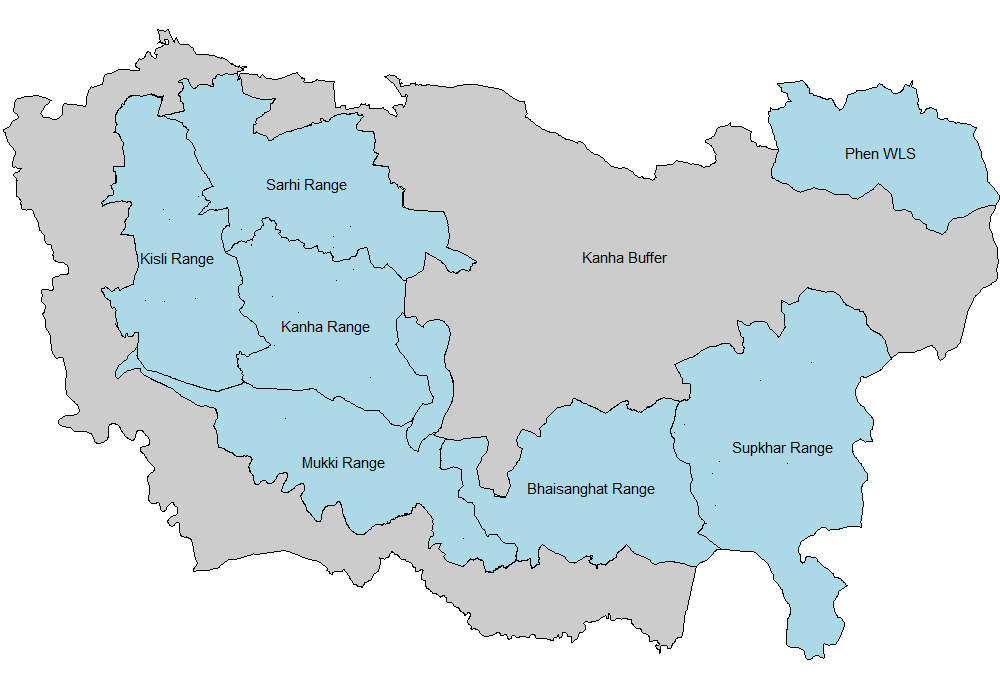 Phen WLS
Sarhi Range
Kisli Range
Kanha Buffer
Kanha Range
Supkhar Range
Mukki Range
Bhaisanghat Range